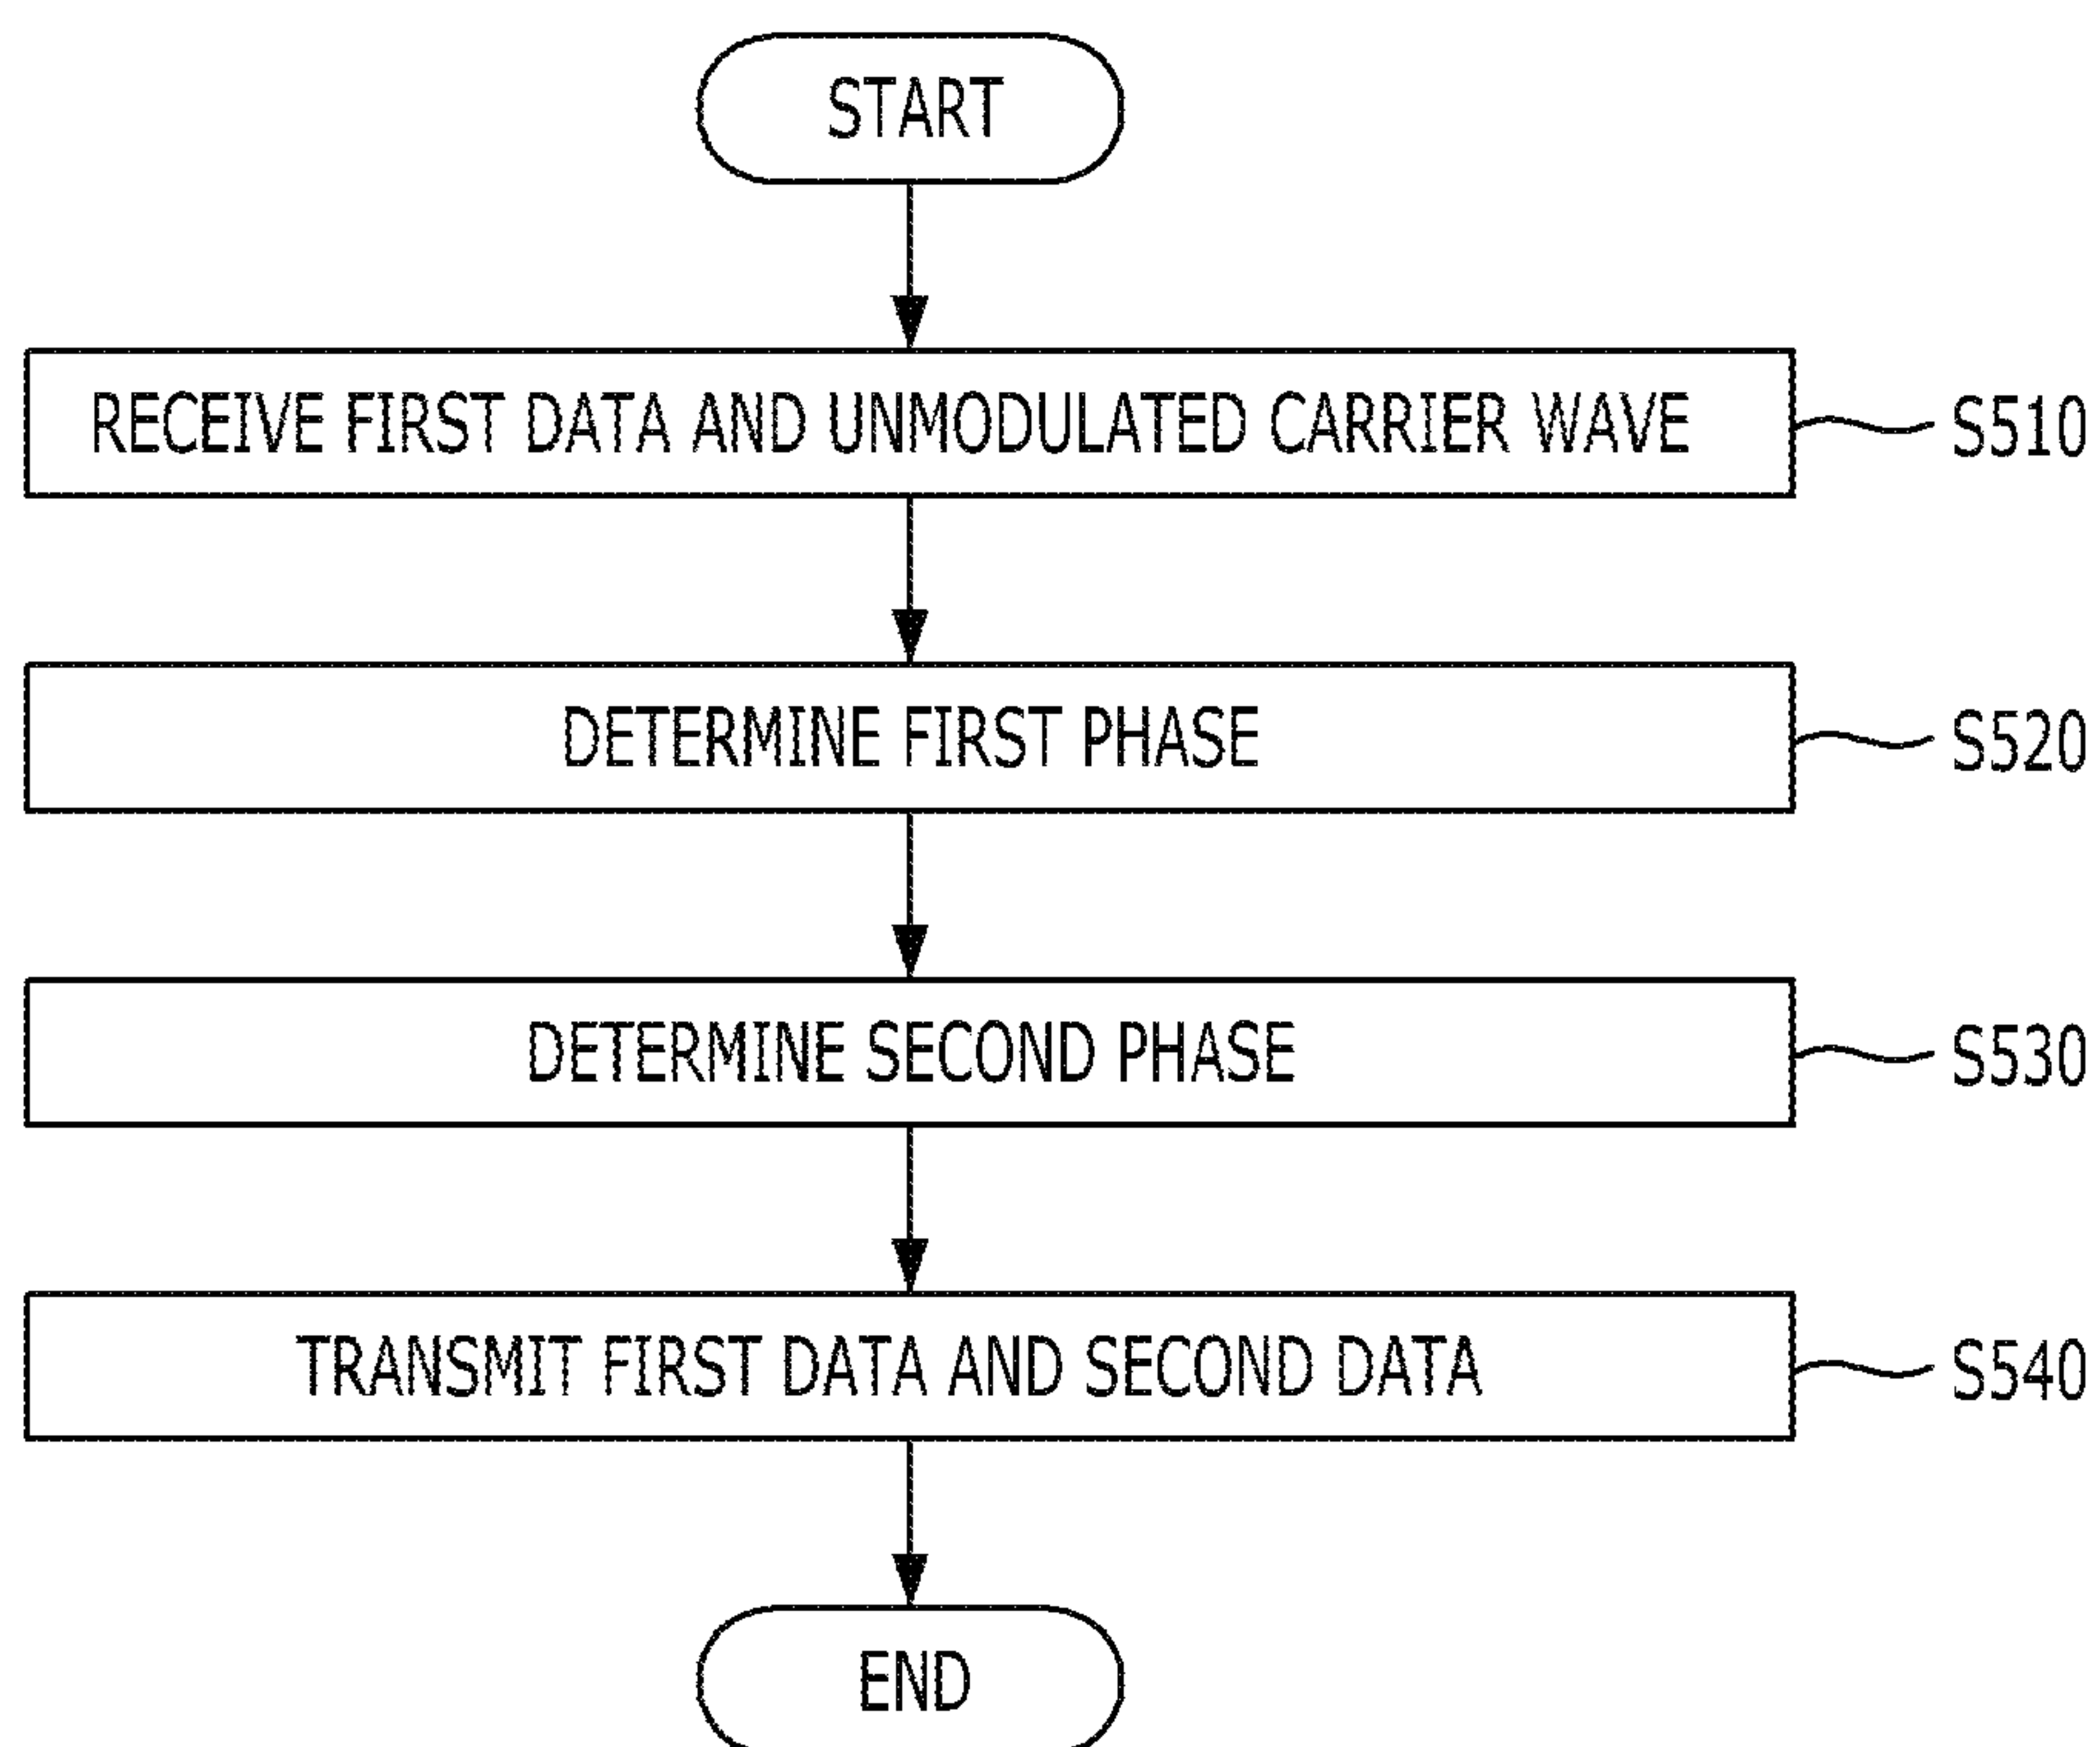 START
RECEIVE FIRST DATA AND UNMODULATED CARRIER WAVE
S510
DETERMINE FIRST PHASE
S520
DETERMINE SECOND PHASE
S530
TRANSMIT FIRST DATA AND SECOND DATA
S540
END